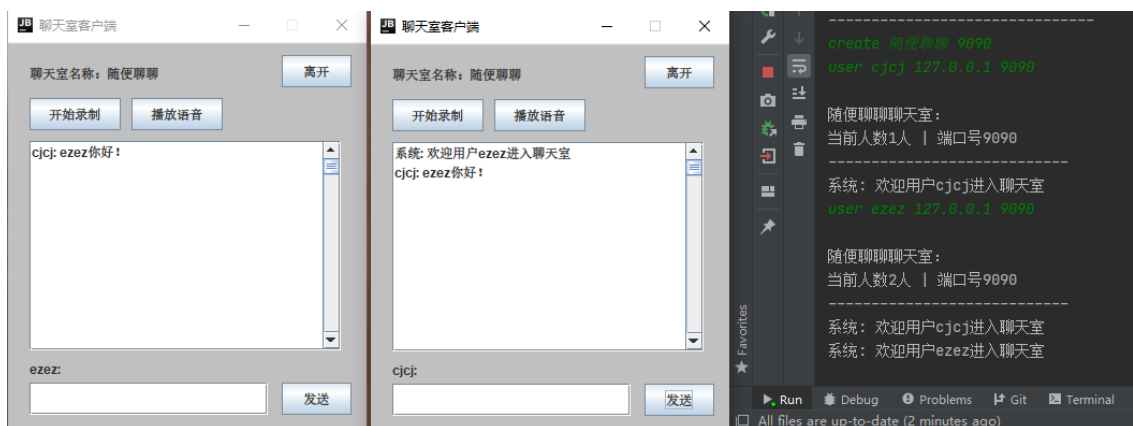 聊天室客户端
聊天室名称：随便聊聊
离开
开始录制
播放语音
cjcj: ezez你好！
ezez:
发送
聊天室客户端
聊天室名称：随便聊聊
离开
开始录制
播放语音
系统: 欢迎用户ezez进入聊天室
cjcj: ezez你好！
cjcj:
发送
------------------------------
create 随便聊聊 9090
user cjcj 127.0.0.1 9090
随便聊聊聊天室:
当前人数1人 | 端口号9090
---------------------------
系统: 欢迎用户cjcj进入聊天室
user ezez 127.0.0.1 9090
随便聊聊聊天室:
当前人数2人 | 端口号9090
---------------------------
系统: 欢迎用户cjcj进入聊天室
系统: 欢迎用户ezez进入聊天室
Favorites
Run Debug Problems Git Terminal
All files are up-to-date (2 minutes ago)